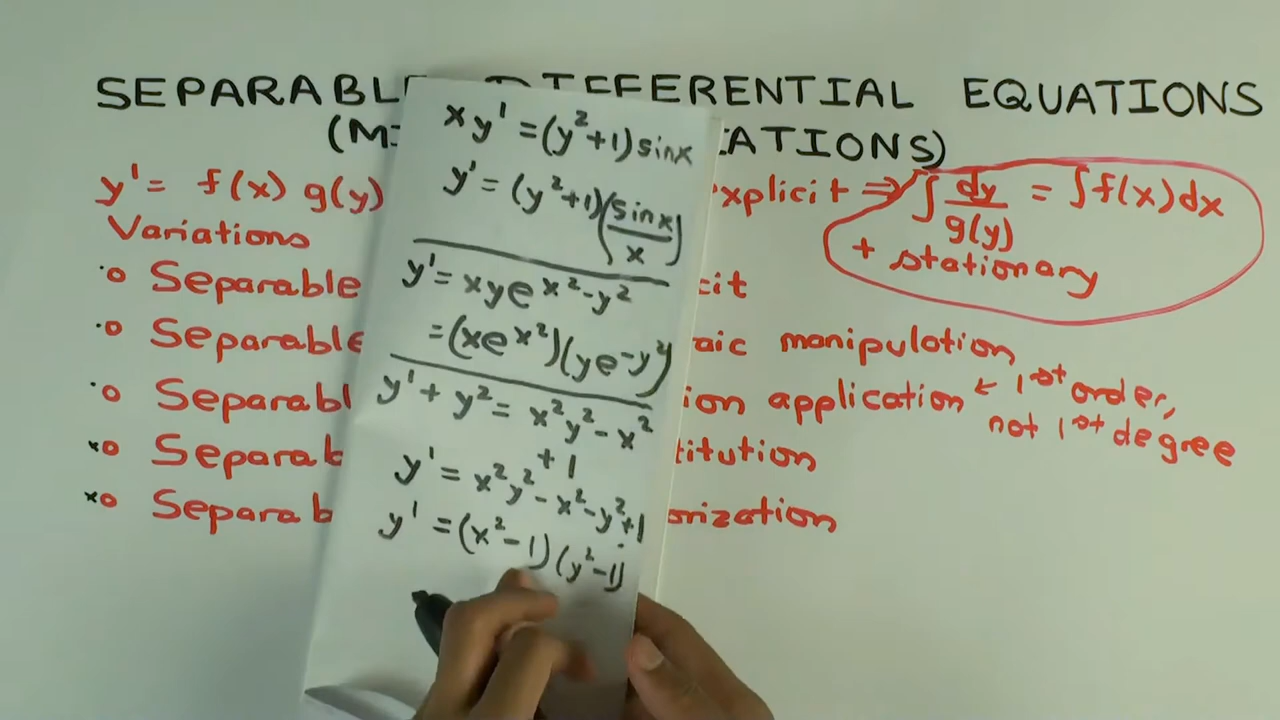 SEPARABL DIFFERENTIAL EQUATIONS
(M ATIONS)
y' = f(x) g(y) xplicit ⇒ ∫ dy/g(y) = ∫f(x)dx
+ stationary
Variations
Separable cit
Separable aic manipulation
Separabl ion application ← 1st order,
not 1st degree
Separab titution
Separab orization
xy' = (y²+1) sinx
y' = (y²+1)(sinx/x)
y' = xye^(x²-y²)
= (xe^(x²))(ye^(-y²))
y' + y² = x²y² - x²
+ 1
y' = x²y² - x² - y² + 1
y' = (x²-1)(y²-1)